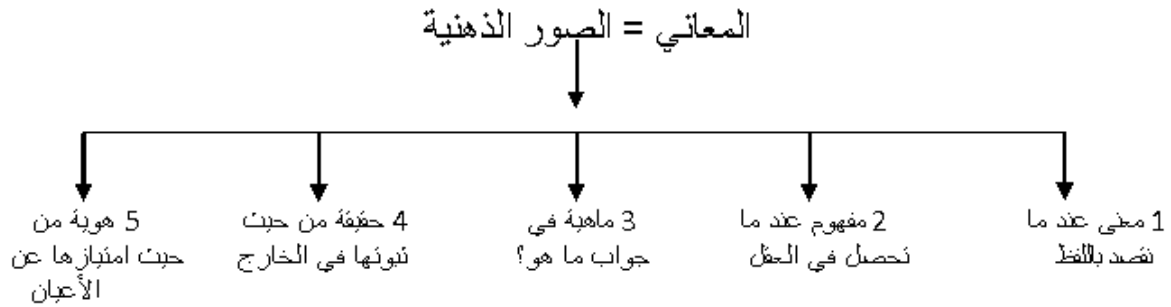 المعاني = الصور الذهنية
1 معنى عند ما
تقصد باللفظ
2 مفهوم عند ما
تحصل في العقل
3 ماهية في
جواب ما هو؟
4 حقيقة من حيث
ثبوتها في الخارج
5 هوية من
حيث امتيازها عن
الأعيان